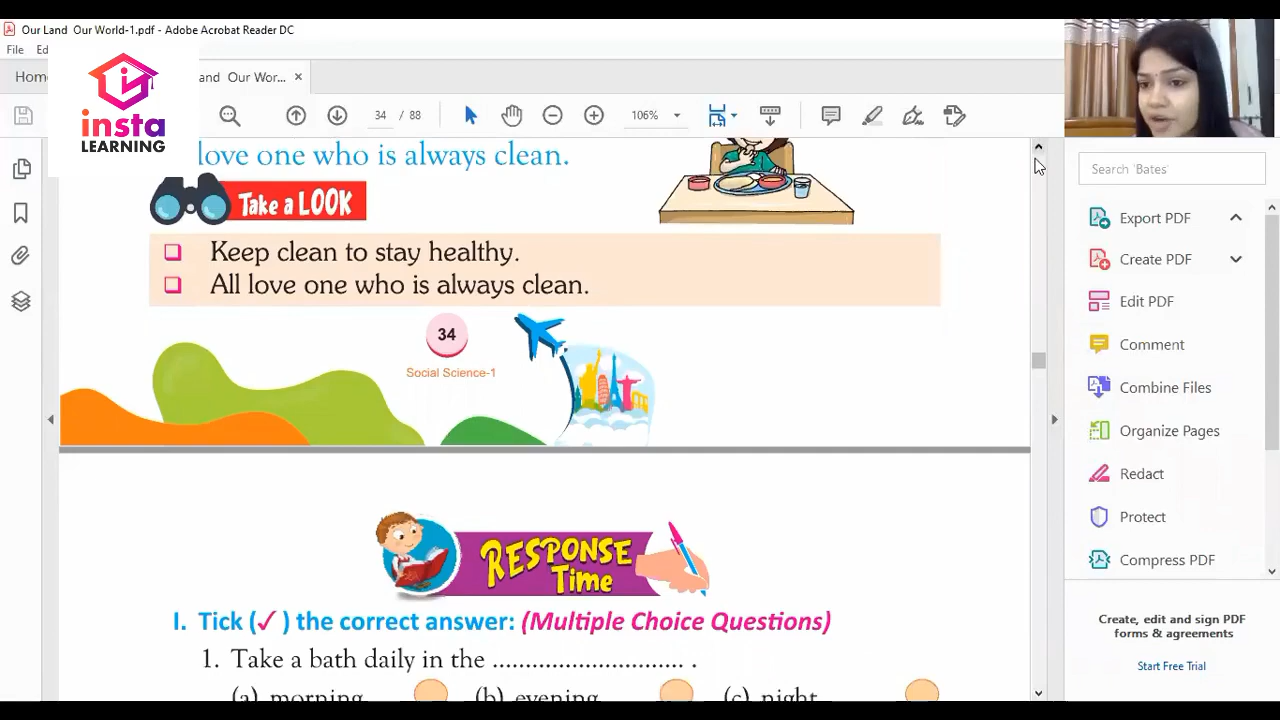 Our Land Our World-1.pdf - Adobe Acrobat Reader DC
File Ed
Hom
insta
LEARNING
and Our Wor... ×
34 / 88
106%
love one who is always clean.
Take a LOOK
Keep clean to stay healthy.
All love one who is always clean.
34
Social Science-1
RESPONSE
Time
I. Tick (✓) the correct answer: (Multiple Choice Questions)
1. Take a bath daily in the ............................ .
(a) morning (b) evening (c) night
Search 'Bates'
Export PDF
Create PDF
Edit PDF
Comment
Combine Files
Organize Pages
Redact
Protect
Compress PDF
Create, edit and sign PDF
forms & agreements
Start Free Trial